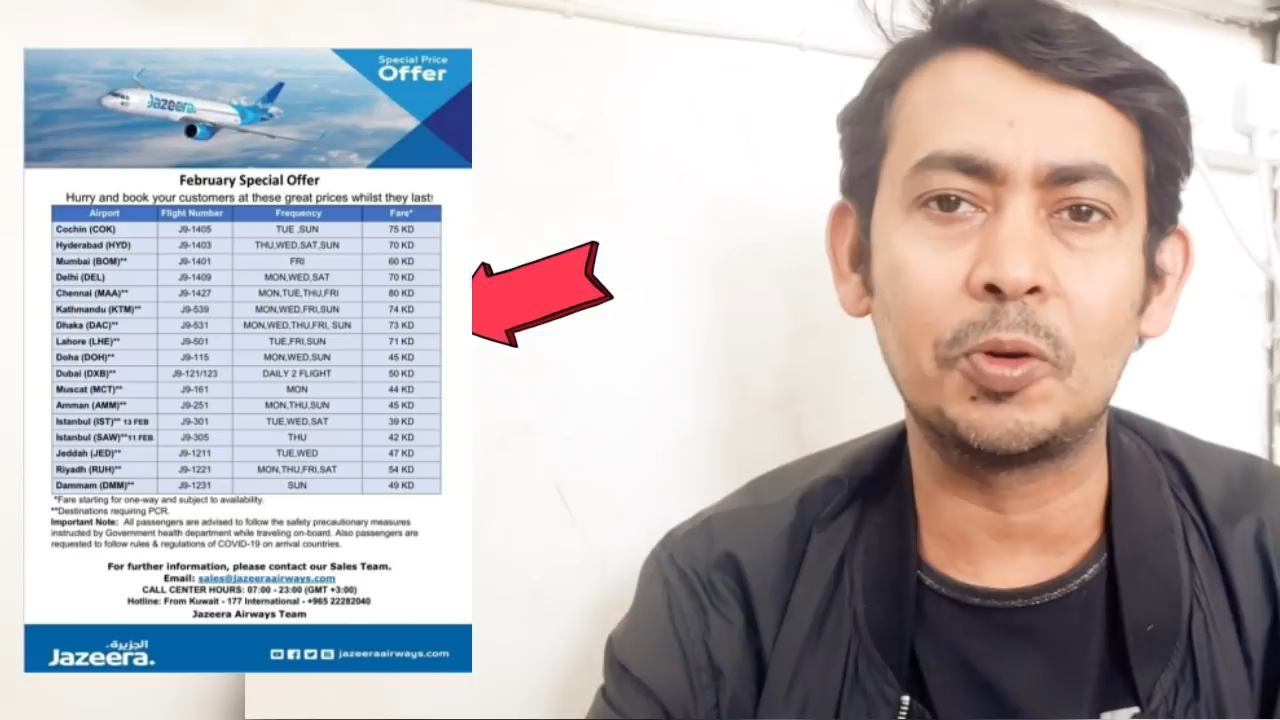 Special Price
Offer
Jazeera.
February Special Offer
Hurry and book your customers at these great prices whilst they last!
Airport Flight Number Frequency Fare*
Cochin (COK) J9-1405 TUE ,SUN 75 KD
Hyderabad (HYD) J9-1403 THU,WED,SAT,SUN 70 KD
Mumbai (BOM)** J9-1401 FRI 60 KD
Delhi (DEL) J9-1409 MON,WED,SAT 70 KD
Chennai (MAA)** J9-1427 MON,TUE,THU,FRI 80 KD
Kathmandu (KTM)** J9-539 MON,WED,FRI,SUN 74 KD
Dhaka (DAC)** J9-531 MON,WED,THU,FRI, SUN 73 KD
Lahore (LHE)** J9-501 TUE,FRI,SUN 71 KD
Doha (DOH)** J9-115 MON,WED,SUN 45 KD
Dubai (DXB)** J9-121/123 DAILY 2 FLIGHT 50 KD
Muscat (MCT)** J9-161 MON 44 KD
Amman (AMM)** J9-251 MON,THU,SUN 45 KD
Istanbul (IST)** 13 FEB J9-301 TUE,WED,SAT 39 KD
Istanbul (SAW)**11 FEB. J9-305 THU 42 KD
Jeddah (JED)** J9-1211 TUE,WED 47 KD
Riyadh (RUH)** J9-1221 MON,THU,FRI,SAT 54 KD
Dammam (DMM)** J9-1231 SUN 49 KD
*Fare starting for one-way and subject to availability.
**Destinations requiring PCR.
Important Note: All passengers are advised to follow the safety precautionary measures
instructed by Government health department while traveling on-board. Also passengers are
requested to follow rules & regulations of COVID-19 on arrival countries.
For further information, please contact our Sales Team.
Email: sales@jazeeraairways.com
CALL CENTER HOURS: 07:00 - 23:00 (GMT +3:00)
Hotline: From Kuwait - 177 International - +965 22282040
Jazeera Airways Team
الجزيرة.
Jazeera.
jazeeraairways.com